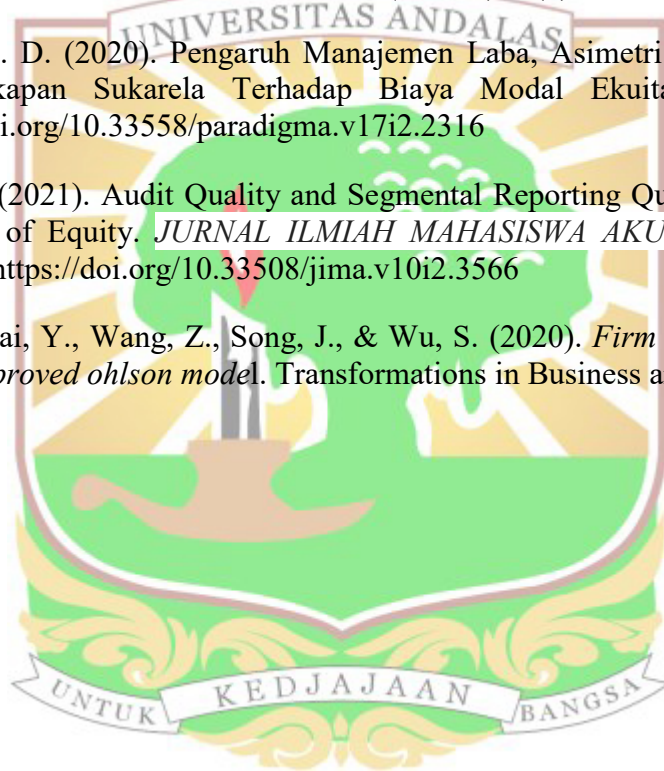 UNIVERSITAS ANDALAS
. D. (2020). Pengaruh Manajemen Laba, Asimetri
kapan Sukarela Terhadap Biaya Modal Ekuita
i.org/10.33558/paradigma.v17i2.2316
(2021). Audit Quality and Segmental Reporting Qu
of Equity. JURNAL ILMIAH MAHASISWA AKU
https://doi.org/10.33508/jima.v10i2.3566
ai, Y., Wang, Z., Song, J., & Wu, S. (2020). Firm
proved ohlson model. Transformations in Business a
UNTUK KEDJAJAAN BANGSA